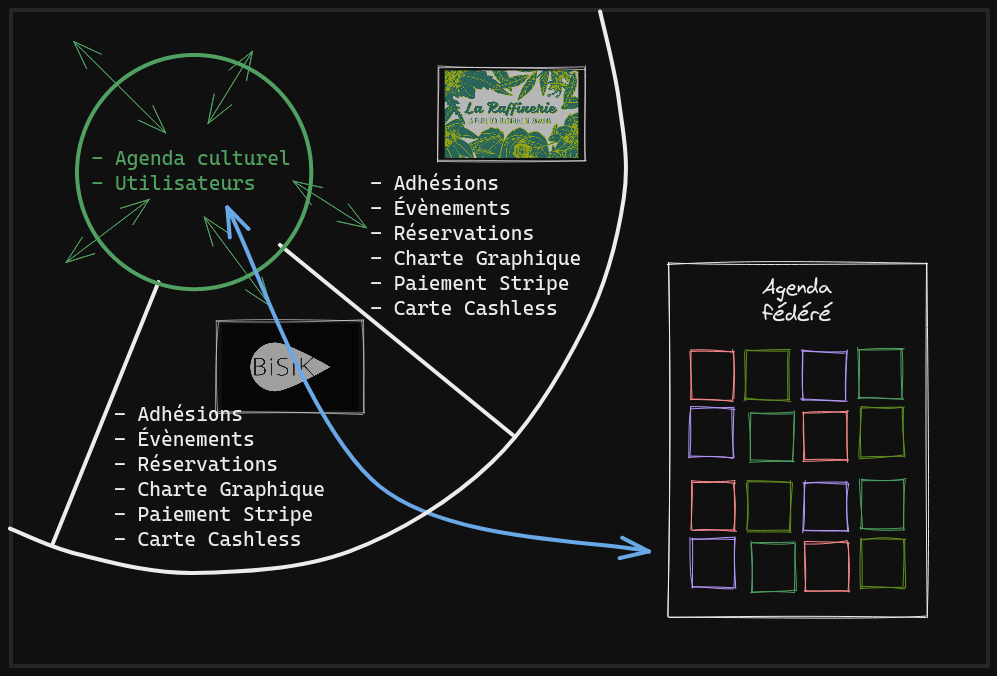 - Agenda culturel
- Utilisateurs
La Raffinerie
- Adhésions
- Évènements
- Réservations
- Charte Graphique
- Paiement Stripe
- Carte Cashless
BiSiK
- Adhésions
- Évènements
- Réservations
- Charte Graphique
- Paiement Stripe
- Carte Cashless
Agenda
fédéré